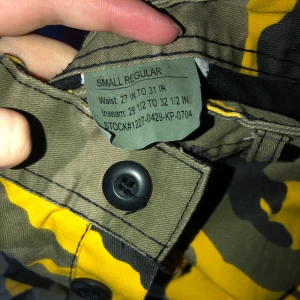 SMALL REGULAR
Waist: 27 IN TO 31 IN
Inseam: 29 1/2 TO 32 1/2 IN.
STOCK#1227-0429-KP-0704